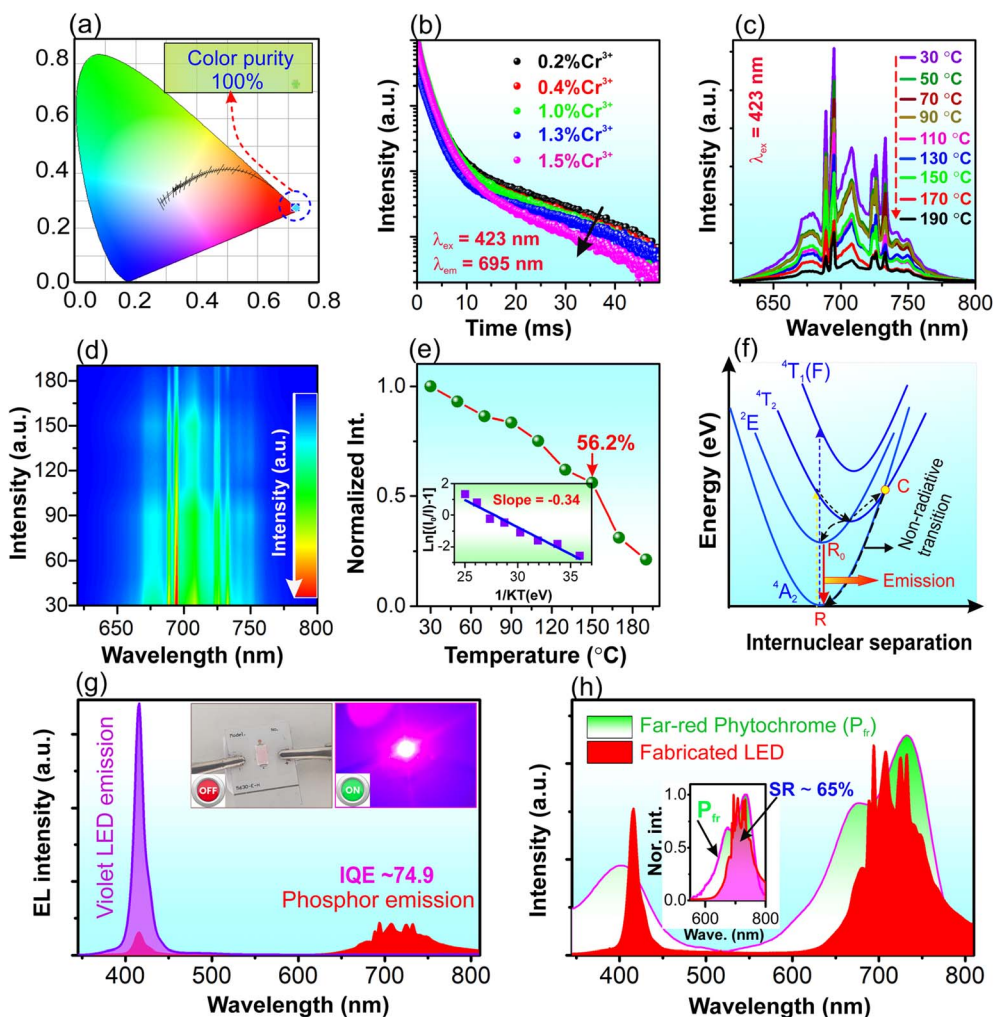 (a)
Color purity
100%
0.8
0.6
0.4
0.2
0.0
0.0
0.2
0.4
0.6
0.8
(b)
Intensity (a.u.)
0.2%Cr³⁺
0.4%Cr³⁺
1.0%Cr³⁺
1.3%Cr³⁺
1.5%Cr³⁺
λex = 423 nm
λem = 695 nm
0 10 20 30 40
Time (ms)
(c)
Intensity (a.u.)
λex = 423 nm
30 °C
50 °C
70 °C
90 °C
110 °C
130 °C
150 °C
170 °C
190 °C
650 700 750 800
Wavelength (nm)
(d)
Intensity (a.u.)
180
150
120
90
60
30
Intensity (a.u.)
650 700 750 800
Wavelength (nm)
(e)
Normalized Int.
1.0
0.5
0.0
56.2%
Ln[(I₀/I)-1]
2
0
-2
Slope = -0.34
25 30 35
1/KT(eV)
30 60 90 120 150 190
Temperature (°C)
(f)
Energy (eV)
⁴T₁(F)
⁴T₂
²E
C
R₀
Non-radiative
transition
⁴A₂
Emission
R
Internuclear separation
(g)
EL intensity (a.u.)
Violet LED emission
Model.
No.
5630-E-H
OFF
ON
IQE ~74.9
Phosphor emission
400 500 600 700 800
Wavelength (nm)
(h)
Intensity (a.u.)
Far-red Phytochrome (Pfr)
Fabricated LED
Nor. int.
1.0
0.5
0.0
Pfr
SR ~ 65%
600 700 800
Wave. (nm)
400 500 600 700 800
Wavelength (nm)